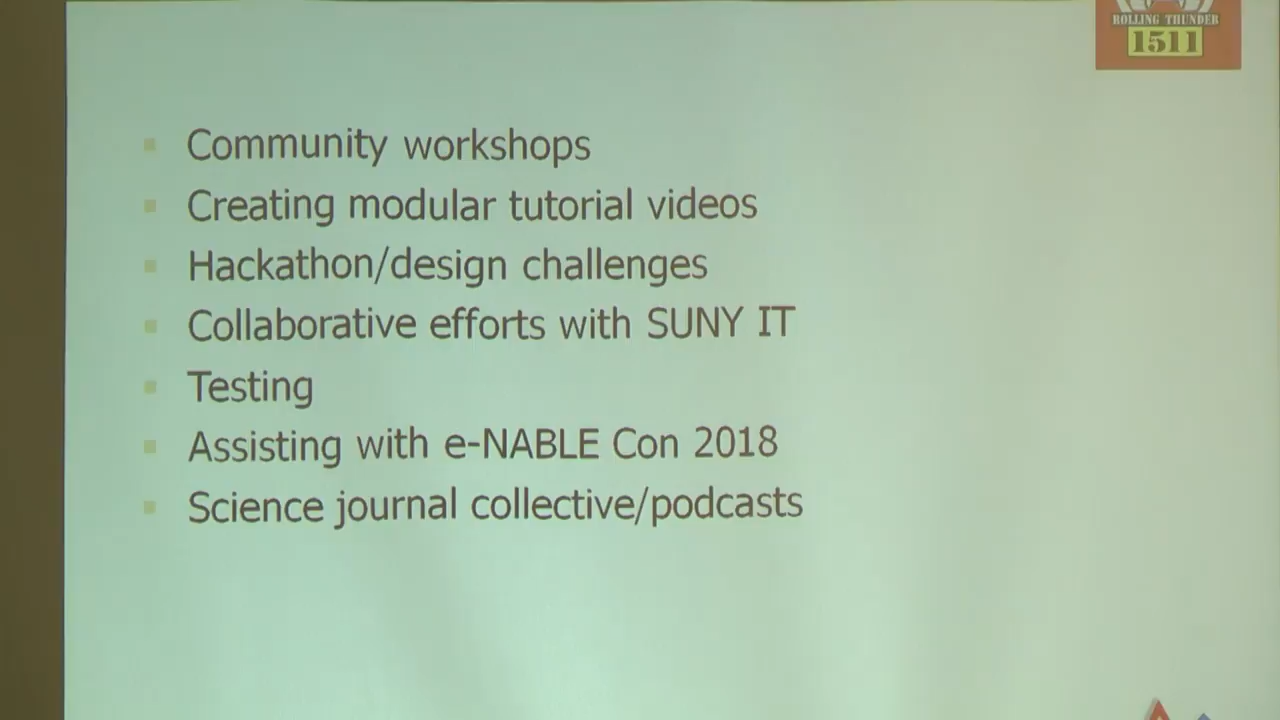 ROLLING THUNDER
1511
Community workshops
Creating modular tutorial videos
Hackathon/design challenges
Collaborative efforts with SUNY IT
Testing
Assisting with e-NABLE Con 2018
Science journal collective/podcasts